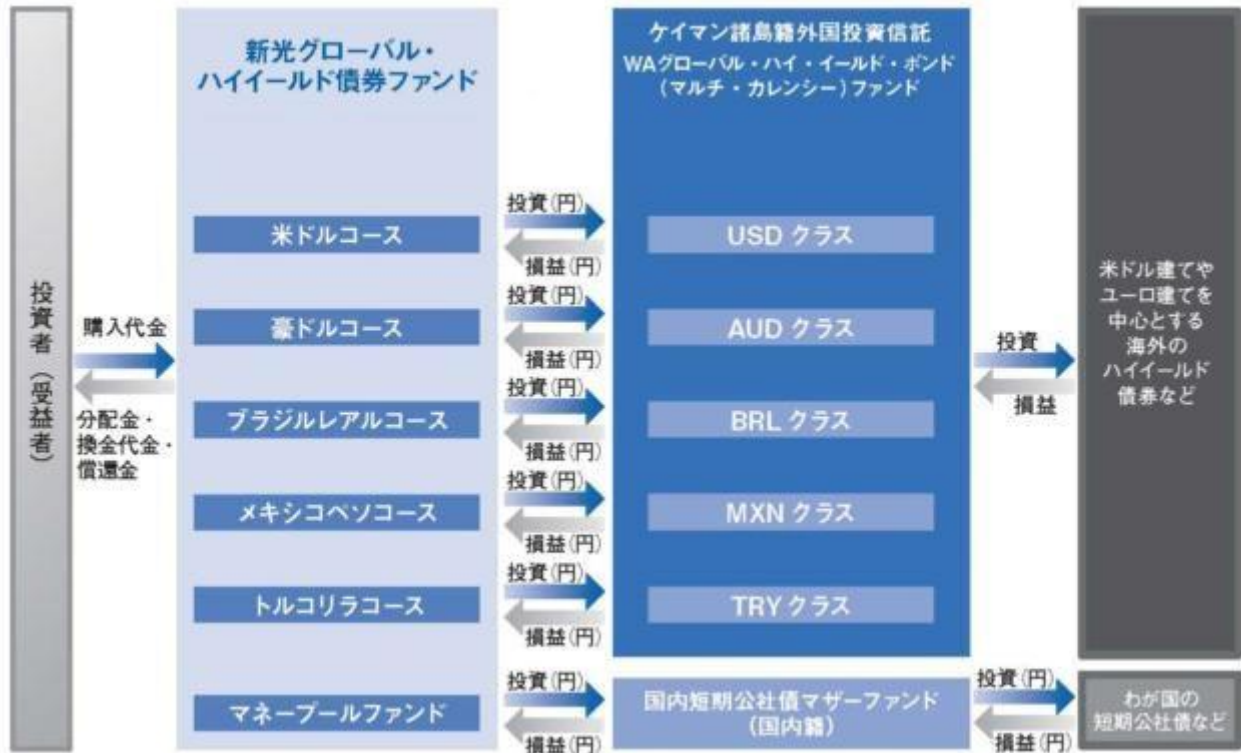 新光グローバル・
ハイイールド債券ファンド
ケイマン諸島籍外国投資信託
WAグローバル・ハイ・イールド・ボンド
(マルチ・カレンシー)ファンド
投資者(受益者)
購入代金
分配金・
換金代金・
償還金
米ドルコース
投資(円)
損益(円)
USD クラス
豪ドルコース
投資(円)
損益(円)
AUD クラス
ブラジルレアルコース
投資(円)
損益(円)
BRL クラス
メキシコペソコース
投資(円)
損益(円)
MXN クラス
トルコリラコース
投資(円)
損益(円)
TRY クラス
投資
損益
米ドル建てや
ユーロ建てを
中心とする
海外の
ハイイールド
債券など
マネープールファンド
投資(円)
損益(円)
国内短期公社債マザーファンド
(国内籍)
投資(円)
損益(円)
わが国の
短期公社債など